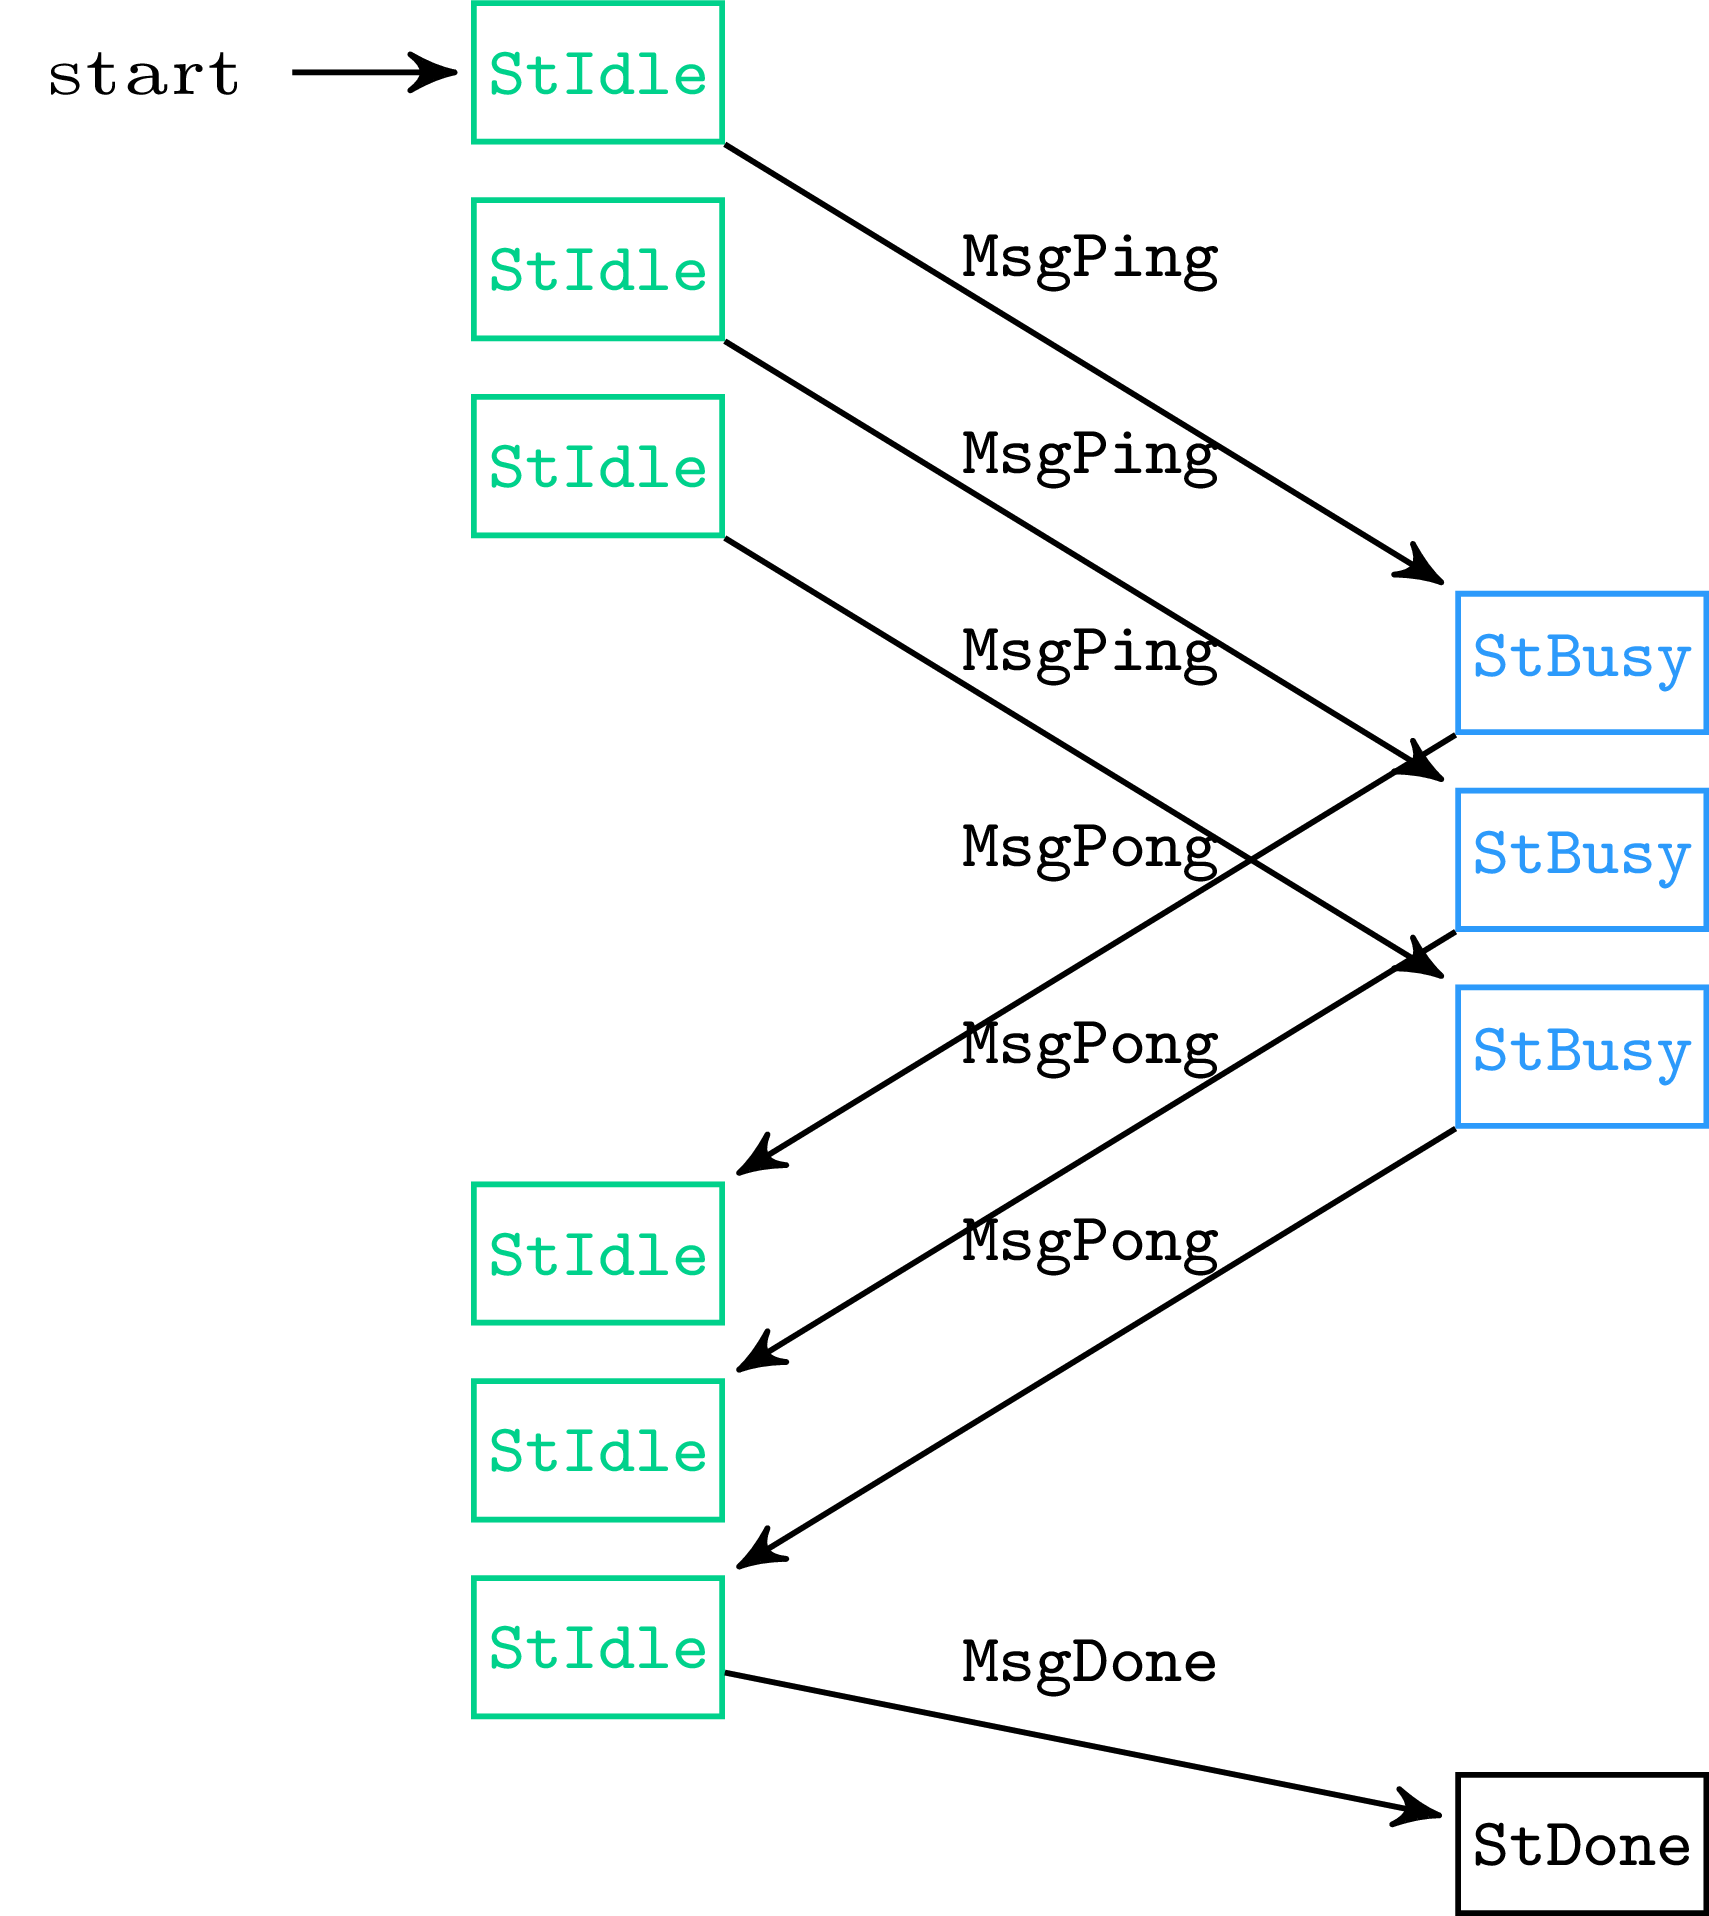 start
StIdle
MsgPing
StIdle
MsgPing
StIdle
MsgPing
StBusy
MsgPong
StBusy
MsgPong
StBusy
MsgPong
StIdle
StIdle
StIdle
MsgDone
StDone